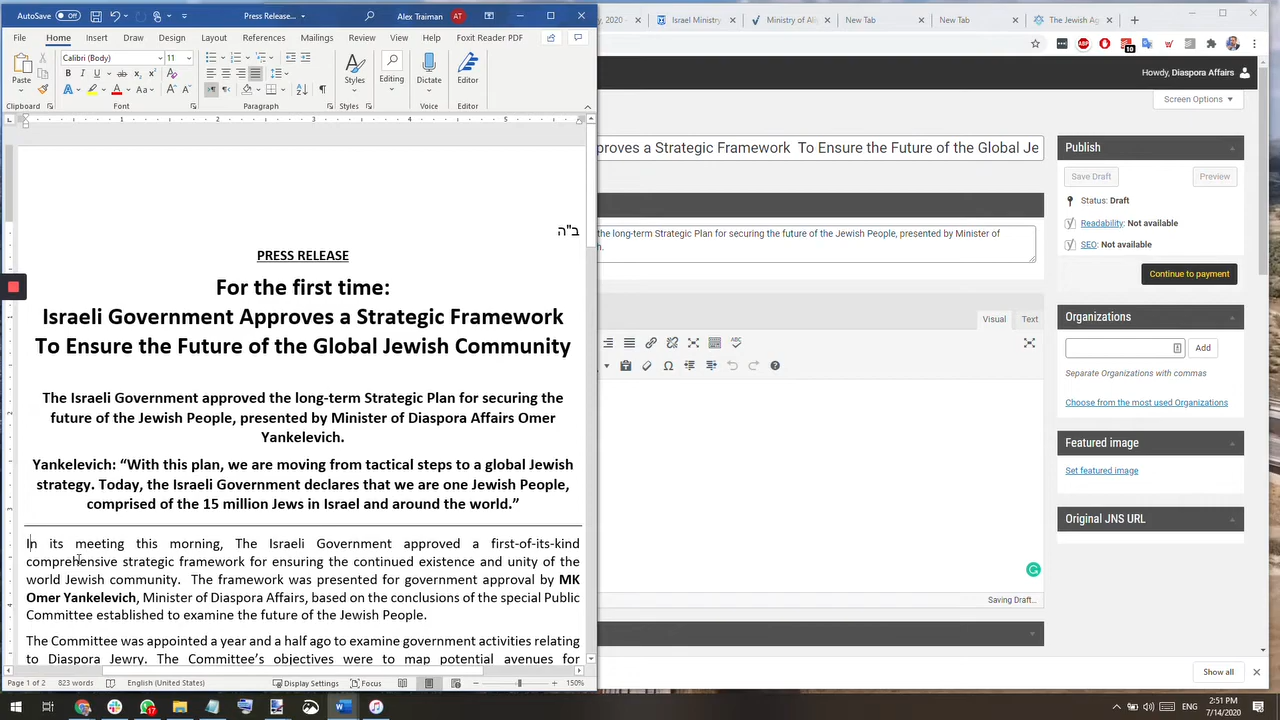 AutoSave Off
Press Release...
Alex Traiman
AT
, 2020 -
Israel Ministry
Ministry of Ali
New Tab
New Tab
The Jewish Ag
File Home Insert Draw Design Layout References Mailings Review View Help Foxit Reader PDF
Calibri (Body) 11
Paste
Styles
Editing
Dictate
Editor
Clipboard Font Paragraph Styles Voice Editor
10
Howdy, Diaspora Affairs
Screen Options
proves a Strategic Framework To Ensure the Future of the Global Je
the long-term Strategic Plan for securing the future of the Jewish People, presented by Minister of
h.
Visual Text
Saving Draft...
Publish
Save Draft Preview
Status: Draft
Readability: Not available
SEO: Not available
Continue to payment
Organizations
Add
Separate Organizations with commas
Choose from the most used Organizations
Featured image
Set featured image
Original JNS URL
Show all
ב"ה
PRESS RELEASE
For the first time:
Israeli Government Approves a Strategic Framework
To Ensure the Future of the Global Jewish Community
The Israeli Government approved the long-term Strategic Plan for securing the
future of the Jewish People, presented by Minister of Diaspora Affairs Omer
Yankelevich.
Yankelevich: “With this plan, we are moving from tactical steps to a global Jewish
strategy. Today, the Israeli Government declares that we are one Jewish People,
comprised of the 15 million Jews in Israel and around the world.”
In its meeting this morning, The Israeli Government approved a first-of-its-kind
comprehensive strategic framework for ensuring the continued existence and unity of the
world Jewish community. The framework was presented for government approval by MK
Omer Yankelevich, Minister of Diaspora Affairs, based on the conclusions of the special Public
Committee established to examine the future of the Jewish People.
The Committee was appointed a year and a half ago to examine government activities relating
to Diaspora Jewry. The Committee’s objectives were to map potential avenues for
Page 1 of 2 823 words English (United States) Display Settings Focus 150%
17
ENG
2:51 PM
7/14/2020